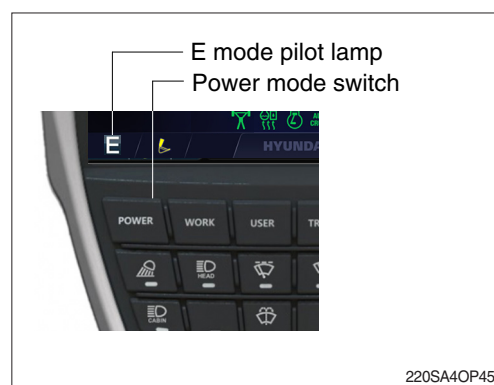 E mode pilot lamp
Power mode switch
E
HYUNDA
POWER WORK USER TR
HEAD
CABIN
220SA4OP45